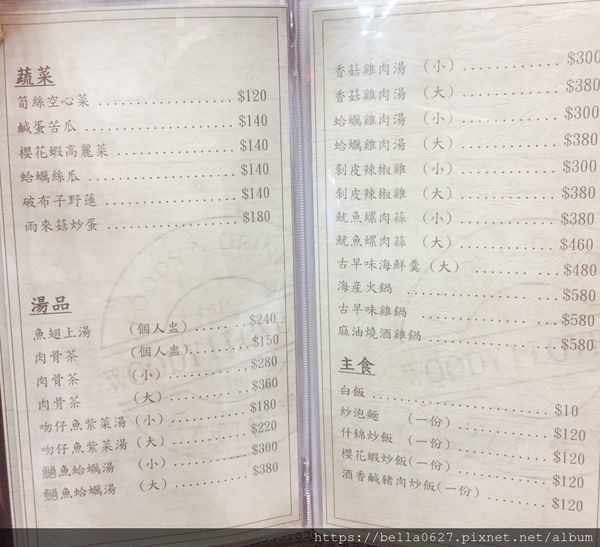 蔬菜
筍絲空心菜 .................... $120
鹹蛋苦瓜 .................... $140
櫻花蝦高麗菜 .................... $140
蛤蠣絲瓜 .................... $140
破布子野蓮 .................... $140
雨來菇炒蛋 .................... $180
湯品
魚翅上湯 (個人盅) ....... $240
肉骨茶 (個人盅) ....... $150
肉骨茶 (小) ............ $280
肉骨茶 (大) ............ $360
吻仔魚紫菜湯 (小) ............ $180
吻仔魚紫菜湯 (大) ............ $220
鱲魚蛤蠣湯 (小) ............ $300
鱲魚蛤蠣湯 (大) ............ $380
香菇雞肉湯 (小) ............ $300
香菇雞肉湯 (大) ............ $380
蛤蠣雞肉湯 (小) ............ $300
蛤蠣雞肉湯 (大) ............ $380
剝皮辣椒雞 (小) ............ $300
剝皮辣椒雞 (大) ............ $380
魷魚螺肉蒜 (小) ............ $380
魷魚螺肉蒜 (大) ............ $460
古早味海鮮羹 (大) ............ $480
海產火鍋 .................... $580
古早味雞鍋 .................... $580
麻油燒酒雞鍋 .................... $580
主食
白飯 .................... $10
炒泡麵 (一份) ............ $120
什錦炒飯 (一份) ............ $120
櫻花蝦炒飯(一份) ............ $120
酒香鹹豬肉炒飯(一份) ............ $120
https://bella0627.pixnet.net/album